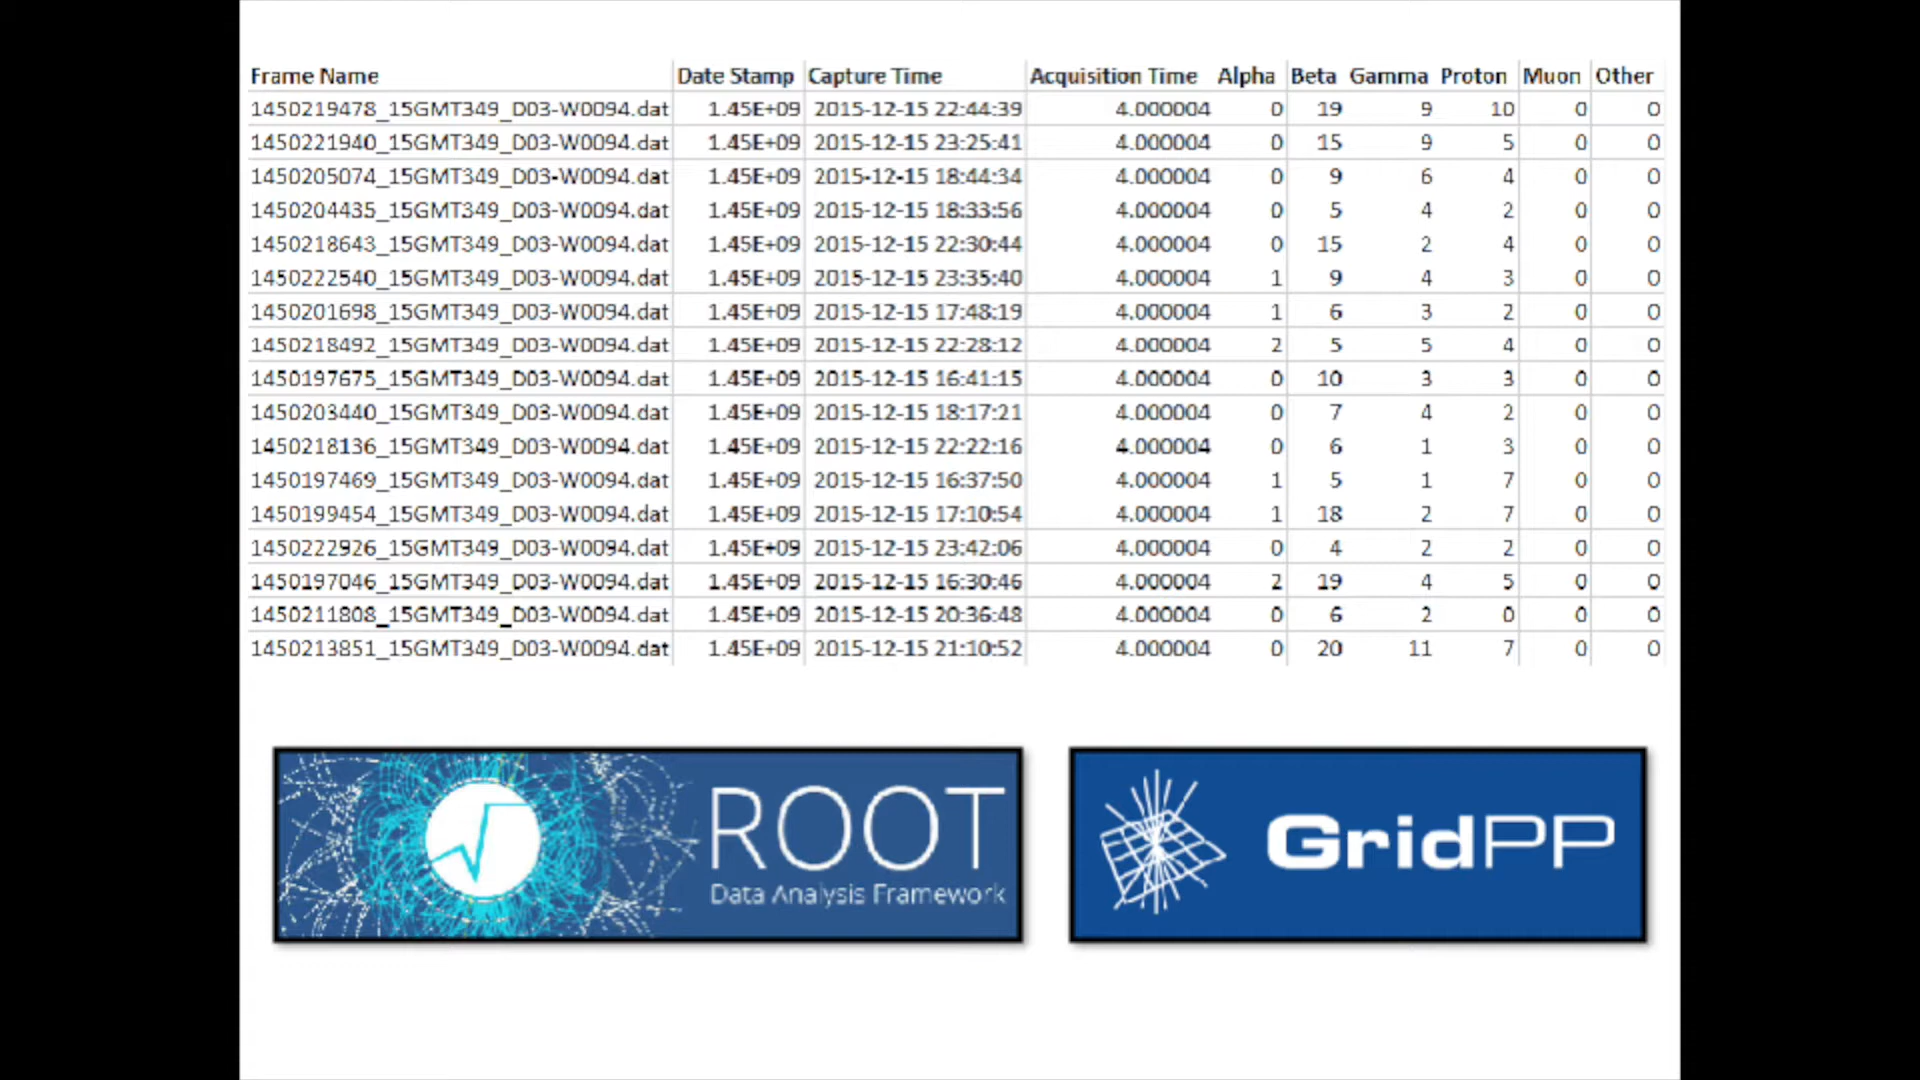 Frame Name Date Stamp Capture Time Acquisition Time Alpha Beta Gamma Proton Muon Other
1450219478_15GMT349_D03-W0094.dat 1.45E+09 2015-12-15 22:44:39 4.000004 0 19 9 10 0 0
1450221940_15GMT349_D03-W0094.dat 1.45E+09 2015-12-15 23:25:41 4.000004 0 15 9 5 0 0
1450205074_15GMT349_D03-W0094.dat 1.45E+09 2015-12-15 18:44:34 4.000004 0 9 6 4 0 0
1450204435_15GMT349_D03-W0094.dat 1.45E+09 2015-12-15 18:33:56 4.000004 0 5 4 2 0 0
1450218643_15GMT349_D03-W0094.dat 1.45E+09 2015-12-15 22:30:44 4.000004 0 15 2 4 0 0
1450222540_15GMT349_D03-W0094.dat 1.45E+09 2015-12-15 23:35:40 4.000004 1 9 4 3 0 0
1450201698_15GMT349_D03-W0094.dat 1.45E+09 2015-12-15 17:48:19 4.000004 1 6 3 2 0 0
1450218492_15GMT349_D03-W0094.dat 1.45E+09 2015-12-15 22:28:12 4.000004 2 5 5 4 0 0
1450197675_15GMT349_D03-W0094.dat 1.45E+09 2015-12-15 16:41:15 4.000004 0 10 3 3 0 0
1450203440_15GMT349_D03-W0094.dat 1.45E+09 2015-12-15 18:17:21 4.000004 0 7 4 2 0 0
1450218136_15GMT349_D03-W0094.dat 1.45E+09 2015-12-15 22:22:16 4.000004 0 6 1 3 0 0
1450197469_15GMT349_D03-W0094.dat 1.45E+09 2015-12-15 16:37:50 4.000004 1 5 1 7 0 0
1450199454_15GMT349_D03-W0094.dat 1.45E+09 2015-12-15 17:10:54 4.000004 1 18 2 7 0 0
1450222926_15GMT349_D03-W0094.dat 1.45E+09 2015-12-15 23:42:06 4.000004 0 4 2 2 0 0
1450197046_15GMT349_D03-W0094.dat 1.45E+09 2015-12-15 16:30:46 4.000004 2 19 4 5 0 0
1450211808_15GMT349_D03-W0094.dat 1.45E+09 2015-12-15 20:36:48 4.000004 0 6 2 0 0 0
1450213851_15GMT349_D03-W0094.dat 1.45E+09 2015-12-15 21:10:52 4.000004 0 20 11 7 0 0
ROOT
Data Analysis Framework
GridPP